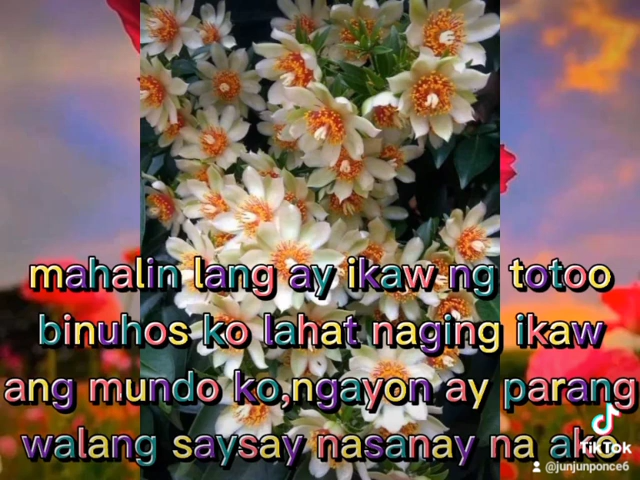 mahalin lang ay ikaw ng totoo
binuhos ko lahat naging ikaw
ang mundo ko,ngayon ay parang
walang saysay nasanay na ako
TikTok
@junjunponce6